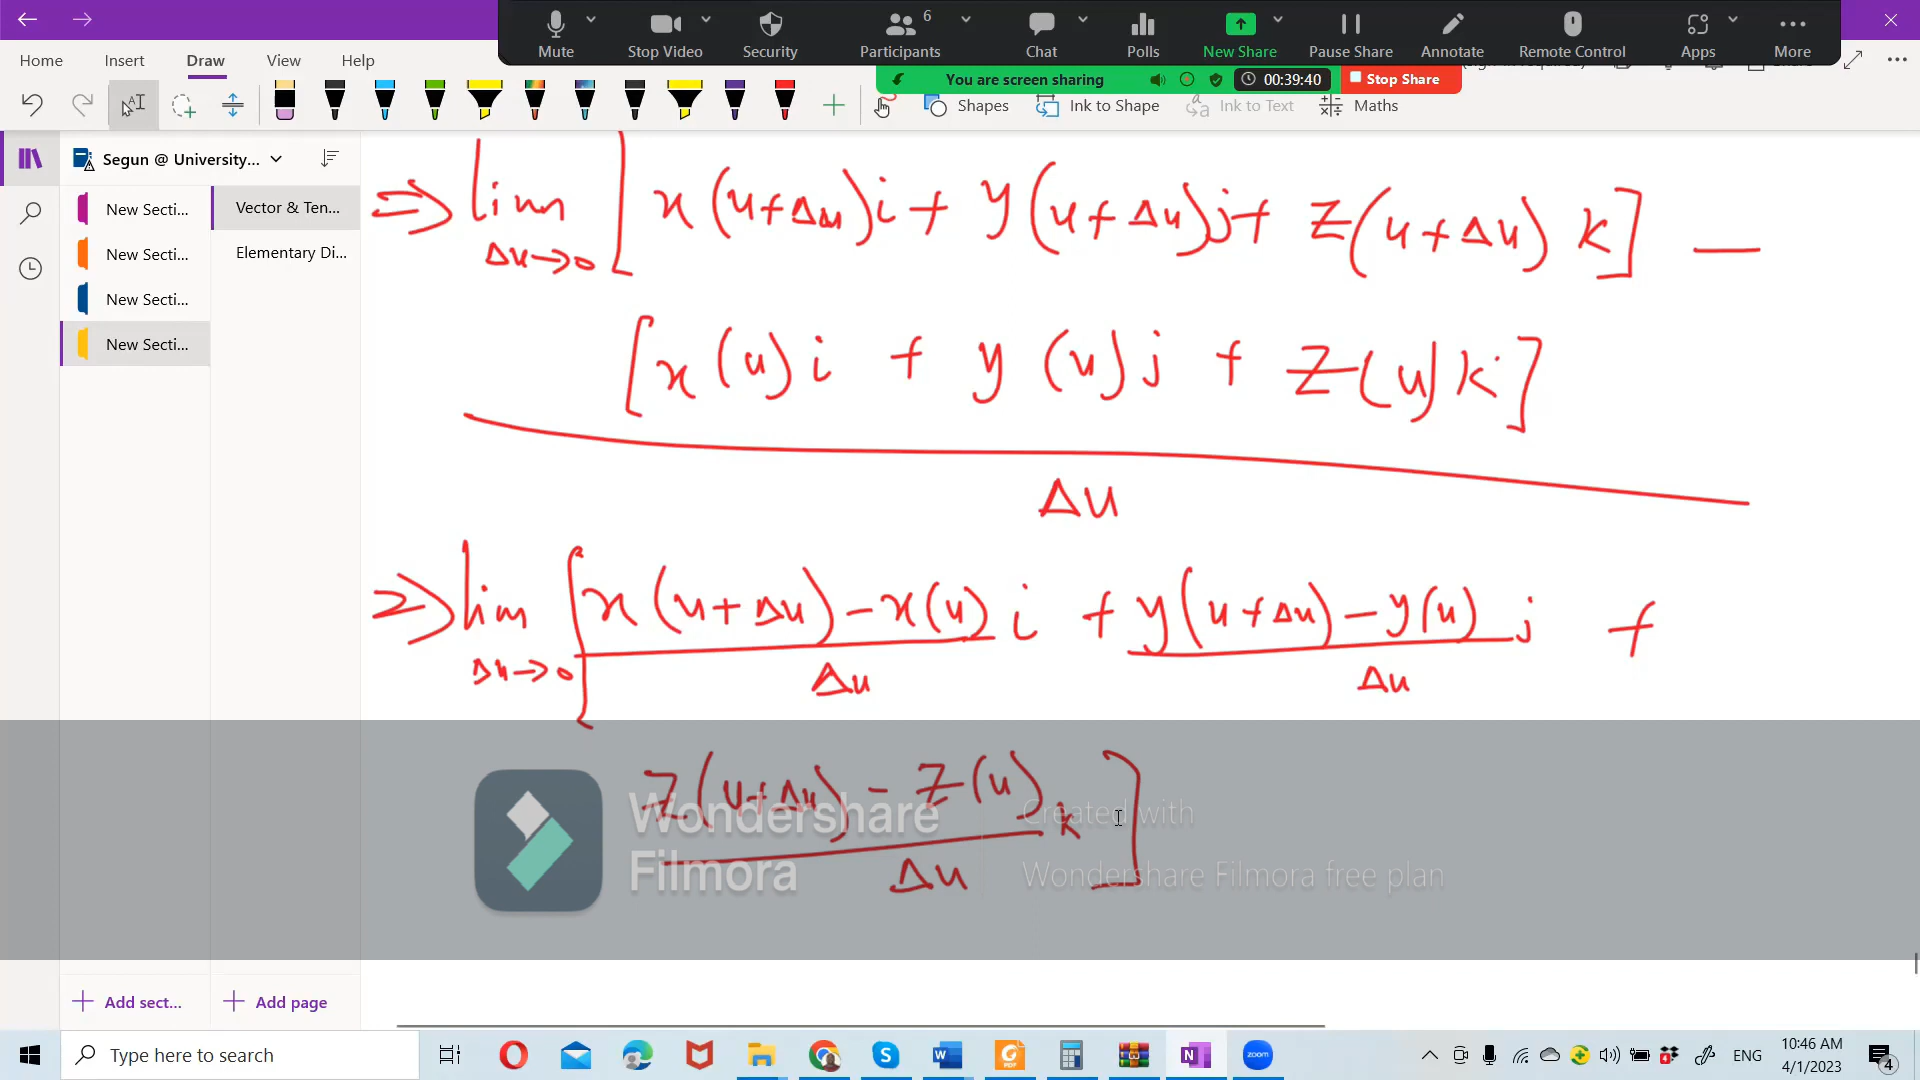 Mute
Stop Video
Security
Participants 6
Chat
Polls
New Share
Pause Share
Annotate
Remote Control
Apps
More
You are screen sharing 00:39:40 Stop Share
Home Insert Draw View Help
Shapes Ink to Shape Ink to Text Maths
Segun @ University...
New Secti...
New Secti...
New Secti...
New Secti...
Vector & Ten...
Elementary Di...
⇒ lim [ x(u+Δu)i + y(u+Δu)j + z(u+Δu) k] —
Δu→0
[x(u)i + y(u)j + z(u)k]
Δu
⇒ lim [ x(u+Δu) – x(u) i + y(u+Δu) – y(u) j +
Δu→0 Δu Δu
z(u+Δu) – z(u) k ]
Δu
Wondershare
Filmora
Created with
Wondershare Filmora free plan
+ Add sect... + Add page
Type here to search
ENG
10:46 AM
4/1/2023
4